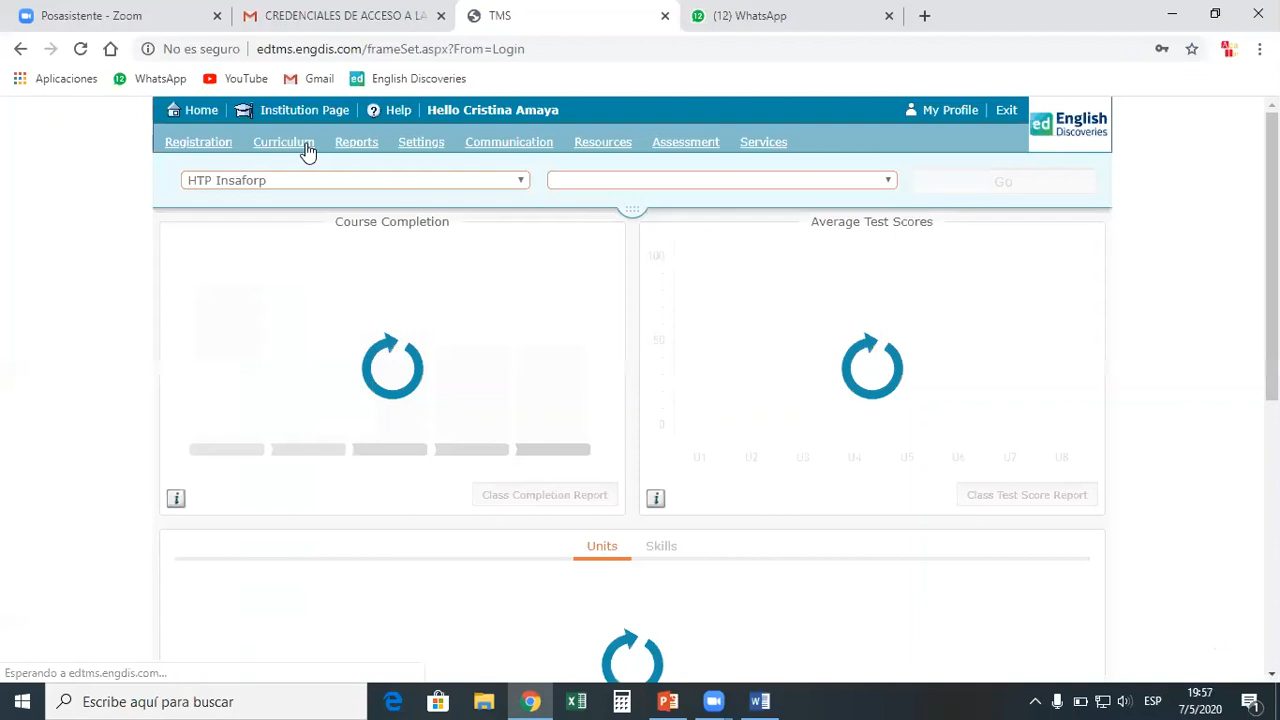 Posasistente - Zoom
CREDENCIALES DE ACCESO A LA
TMS
(12) WhatsApp
No es seguro
edtms.engdis.com/frameSet.aspx?From=Login
Aplicaciones
WhatsApp
YouTube
Gmail
English Discoveries
Home
Institution Page
Help
Hello Cristina Amaya
My Profile
Exit
ed English Discoveries
Registration
Curriculum
Reports
Settings
Communication
Resources
Assessment
Services
HTP Insaforp
Go
Course Completion
Average Test Scores
100
50
0
U1 U2 U3 U4 U5 U6 U7 U8
Class Completion Report
Class Test Score Report
Units
Skills
Esperando a edtms.engdis.com...
Escribe aquí para buscar
ESP
19:57
7/5/2020